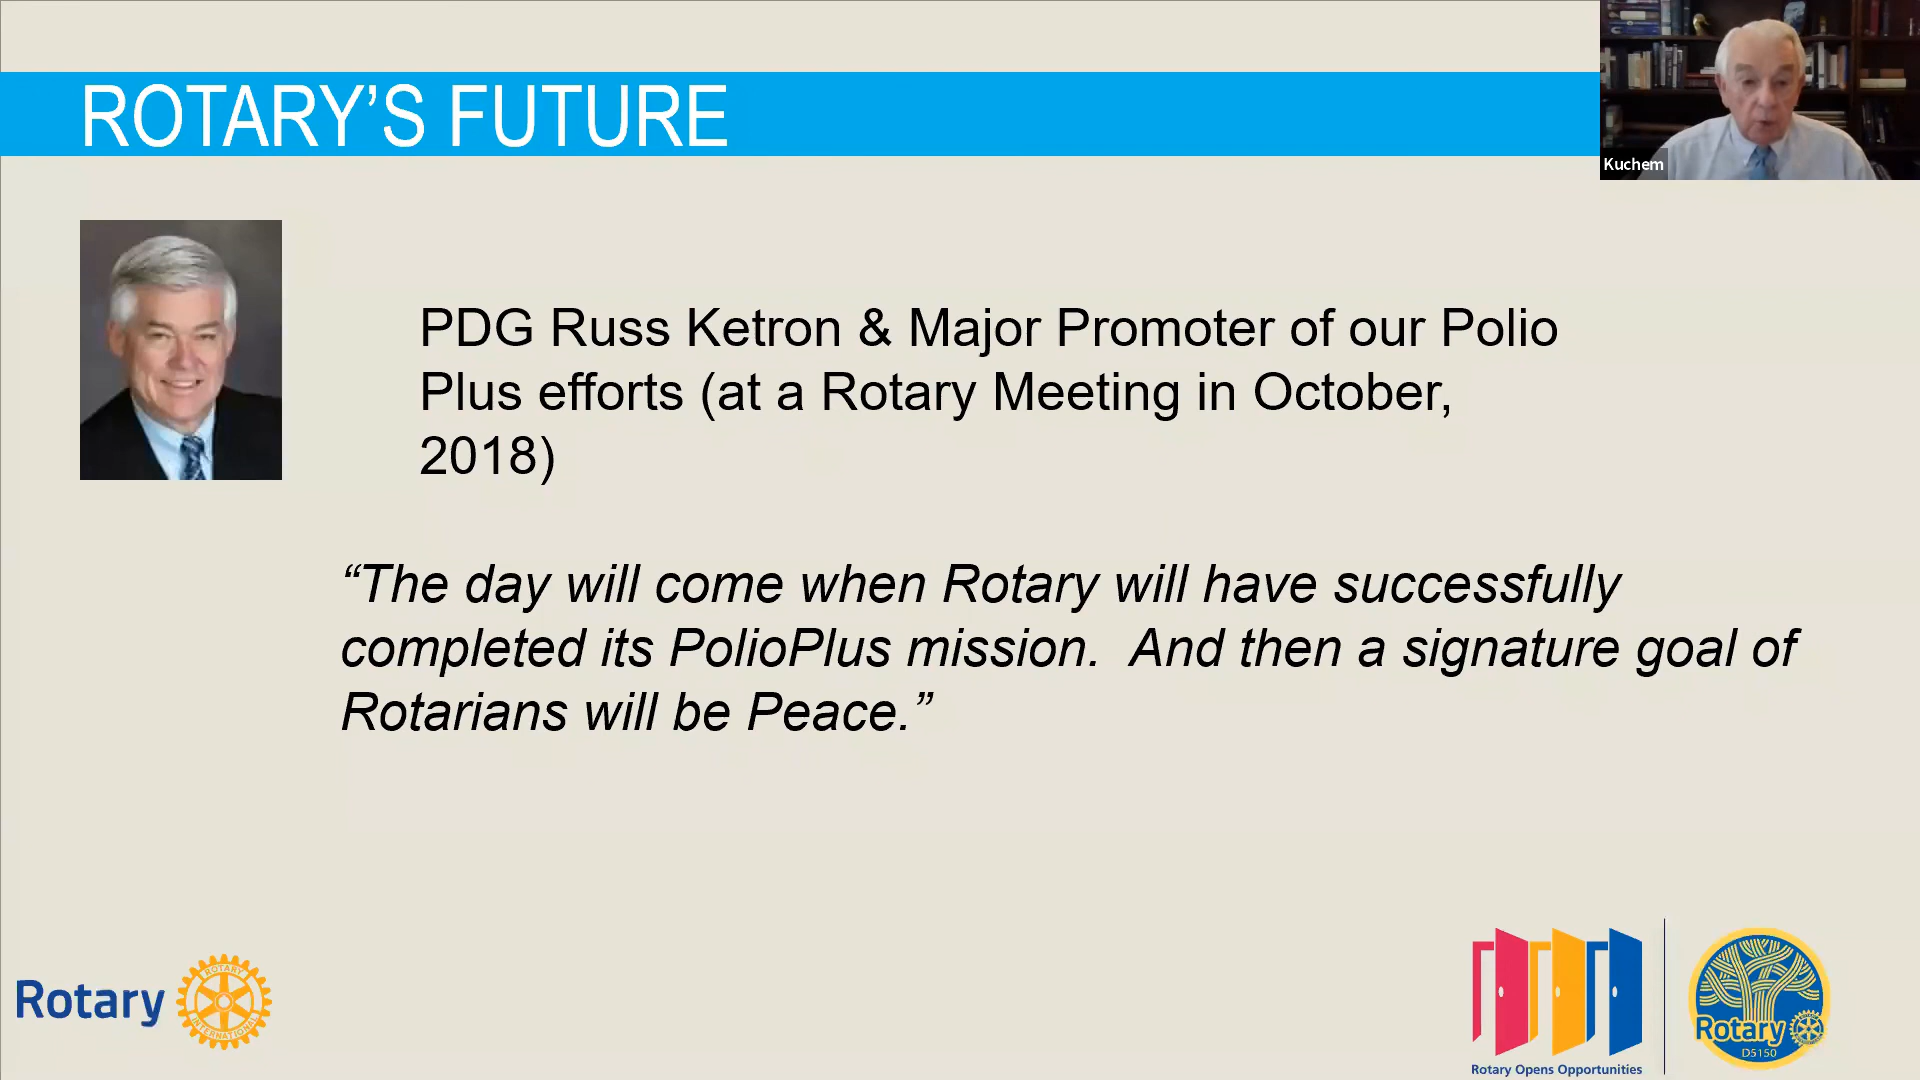 ROTARY’S FUTURE
Kuchem
PDG Russ Ketron & Major Promoter of our Polio
Plus efforts (at a Rotary Meeting in October,
2018)
“The day will come when Rotary will have successfully
completed its PolioPlus mission.  And then a signature goal of
Rotarians will be Peace.”
Rotary
ROTARY
INTERNATIONAL
Rotary Opens Opportunities
Rotary
D5150